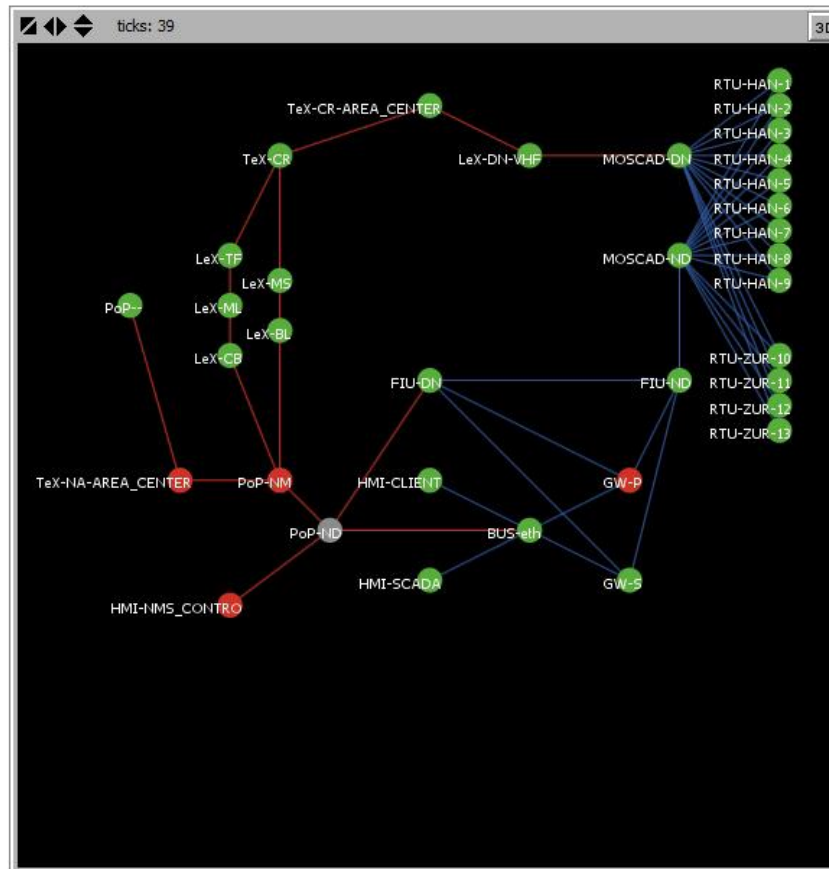 ticks: 39
3D
RTU-HAN-1
TeX-CR-AREA_CENTER
RTU-HAN-2
RTU-HAN-3
TeX-CR
LeX-DN-VHF
MOSCAD-DN
RTU-HAN-4
RTU-HAN-5
RTU-HAN-6
RTU-HAN-7
LeX-TF
MOSCAD-ND
RTU-HAN-8
LeX-MS
RTU-HAN-9
PoP--
LeX-ML
LeX-BL
LeX-CB
RTU-ZUR-10
FIU-DN
FIU-ND
RTU-ZUR-11
RTU-ZUR-12
RTU-ZUR-13
TeX-NA-AREA_CENTER
PoP-NM
HMI-CLIENT
GW-P
PoP-ND
BUS-eth
HMI-SCADA
GW-S
HMI-NMS_CONTRO